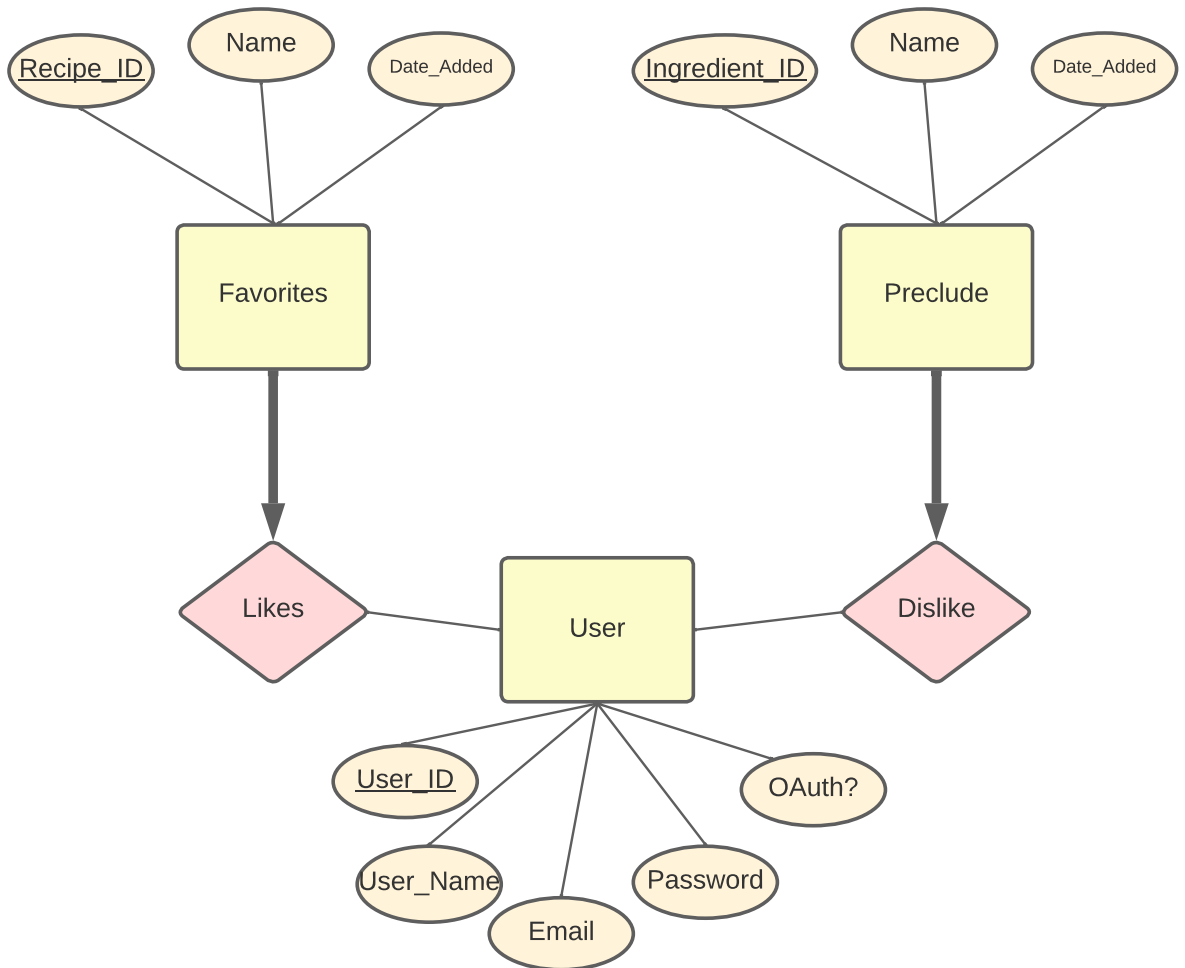 Recipe_ID
Name
Date_Added
Ingredient_ID
Name
Date_Added
Favorites
Preclude
Likes
User
Dislike
User_ID
OAuth?
User_Name
Password
Email